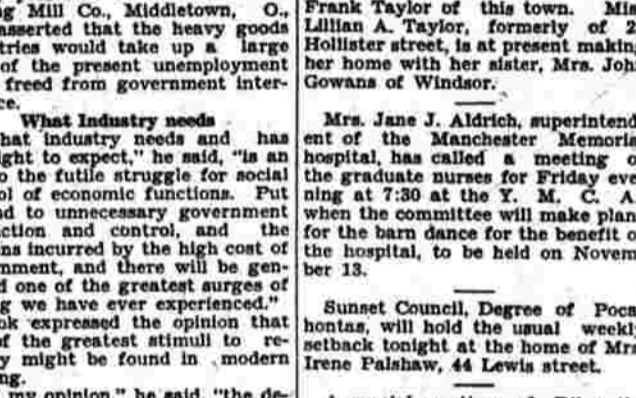 g Mill Co., Middletown, O.,
asserted that the heavy goods
tries would take up a large
of the present unemployment
freed from government inter-
ce.
What Industry needs
hat industry needs and has
ight to expect," he said, "is an
o the futile struggle for social
ol of economic functions. Put
nd to unnecessary government
ction and control, and the
ns incurred by the high cost of
nment, and there will be gen-
d one of the greatest surges of
g we have ever experienced."
ok expressed the opinion that
of the greatest stimuli to re-
y might be found in modern
ng.
my opinion," he said, "the de-
Frank Taylor of this town. Miss
Lillian A. Taylor, formerly of 2
Hollister street, is at present makin
her home with her sister, Mrs. Joh
Gowans of Windsor.
Mrs. Jane J. Aldrich, superintend
ent of the Manchester Memoria
hospital, has called a meeting o
the graduate nurses for Friday eve
ning at 7:30 at the Y. M. C. A.
when the committee will make plan
for the barn dance for the benefit o
the hospital, to be held on Novem
ber 13.
Sunset Council, Degree of Poca
hontas, will hold the usual weekly
setback tonight at the home of Mrs
Irene Palshaw, 44 Lewis street.